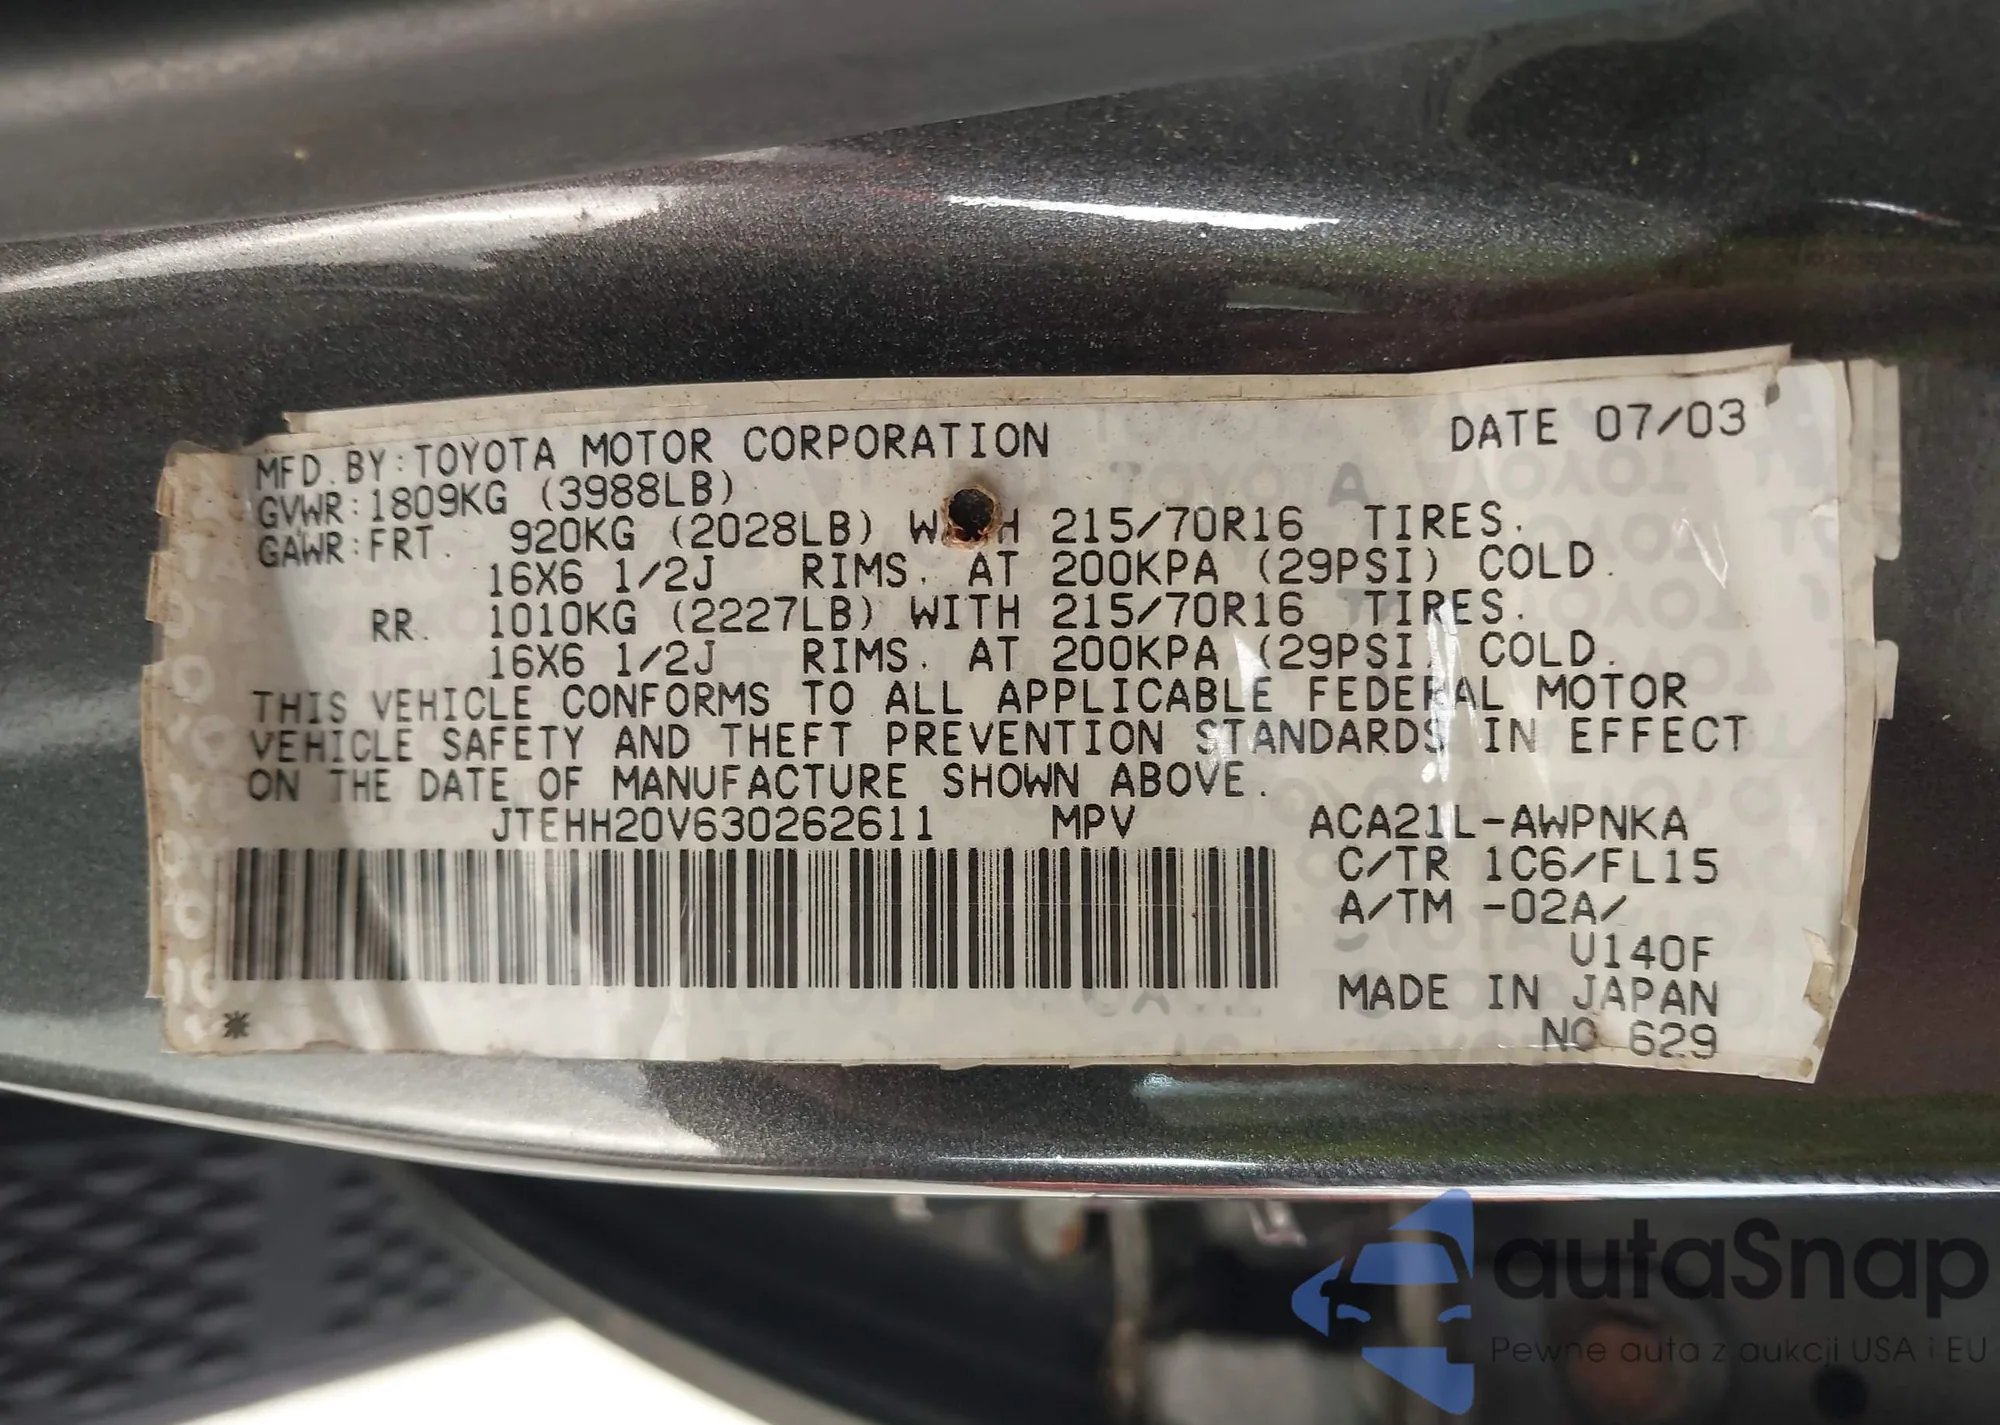 MFD. BY: TOYOTA MOTOR CORPORATION DATE 07/03
GVWR: 1809KG (3988LB)
GAWR: FRT. 920KG (2028LB) W H 215/70R16 TIRES.
16X6 1/2J RIMS. AT 200KPA (29PSI) COLD.
RR. 1010KG (2227LB) WITH 215/70R16 TIRES.
16X6 1/2J RIMS. AT 200KPA (29PSI) COLD.
THIS VEHICLE CONFORMS TO ALL APPLICABLE FEDERAL MOTOR
VEHICLE SAFETY AND THEFT PREVENTION STANDARDS IN EFFECT
ON THE DATE OF MANUFACTURE SHOWN ABOVE.
JTEHH20V630262611 MPV ACA21L-AWPNKA
C/TR 1C6/FL15
A/TM -02A/
U140F
MADE IN JAPAN
NO 629
*
autaSnap
Pewne auta z aukcji USA i EU